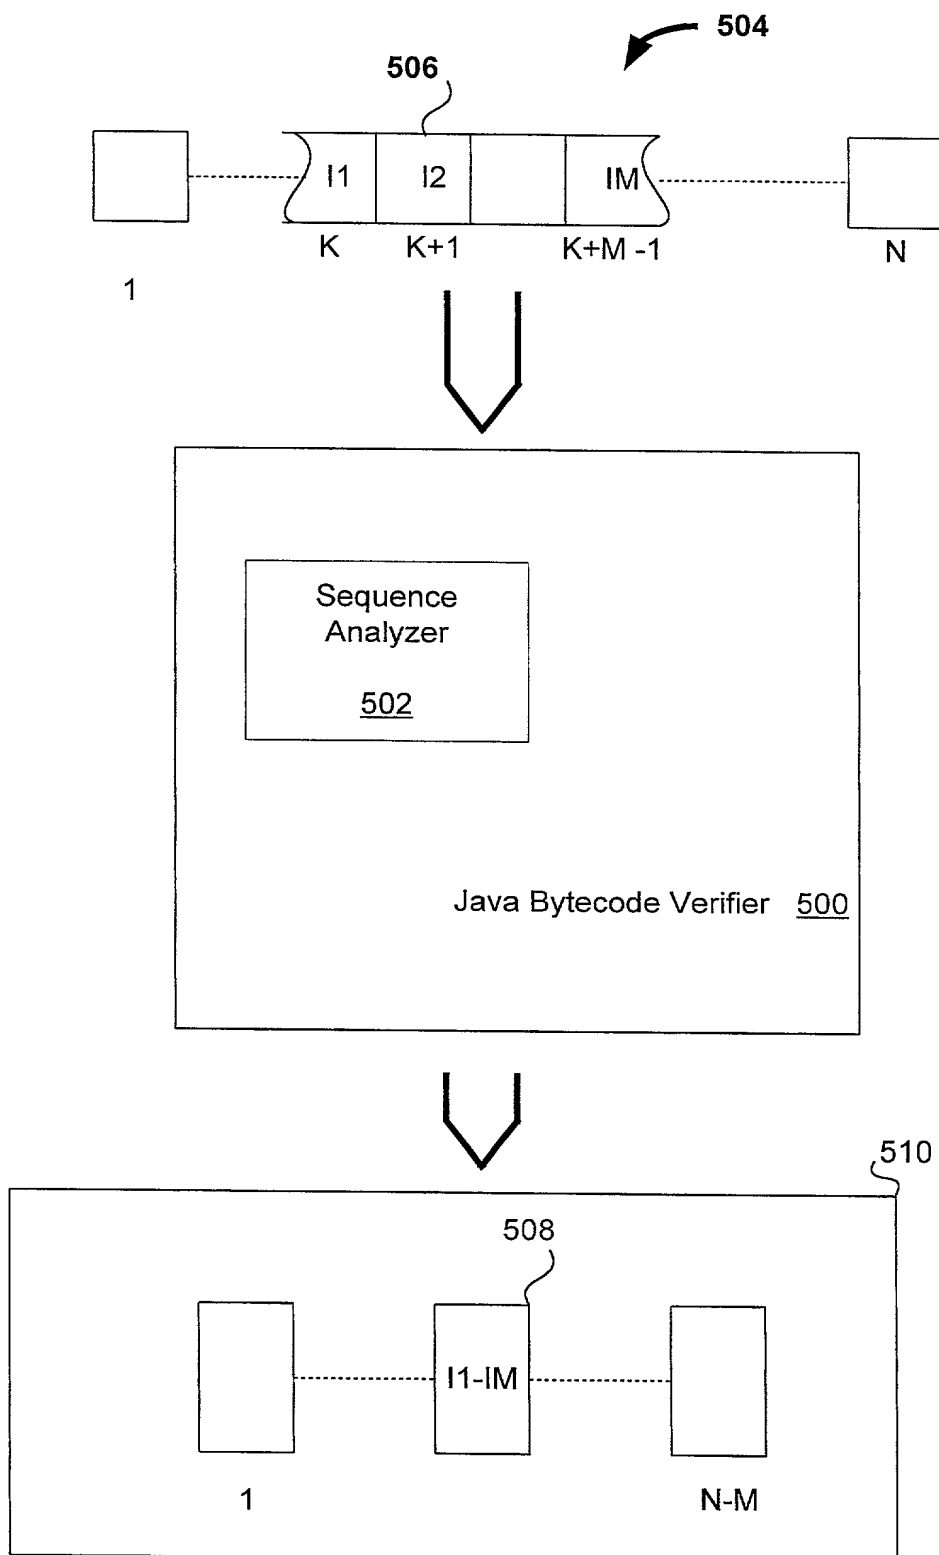 504
506
I1 I2 IM
K K+1 K+M -1 N
1
Sequence
Analyzer
502
Java Bytecode Verifier 500
510
508
I1-IM
1 N-M